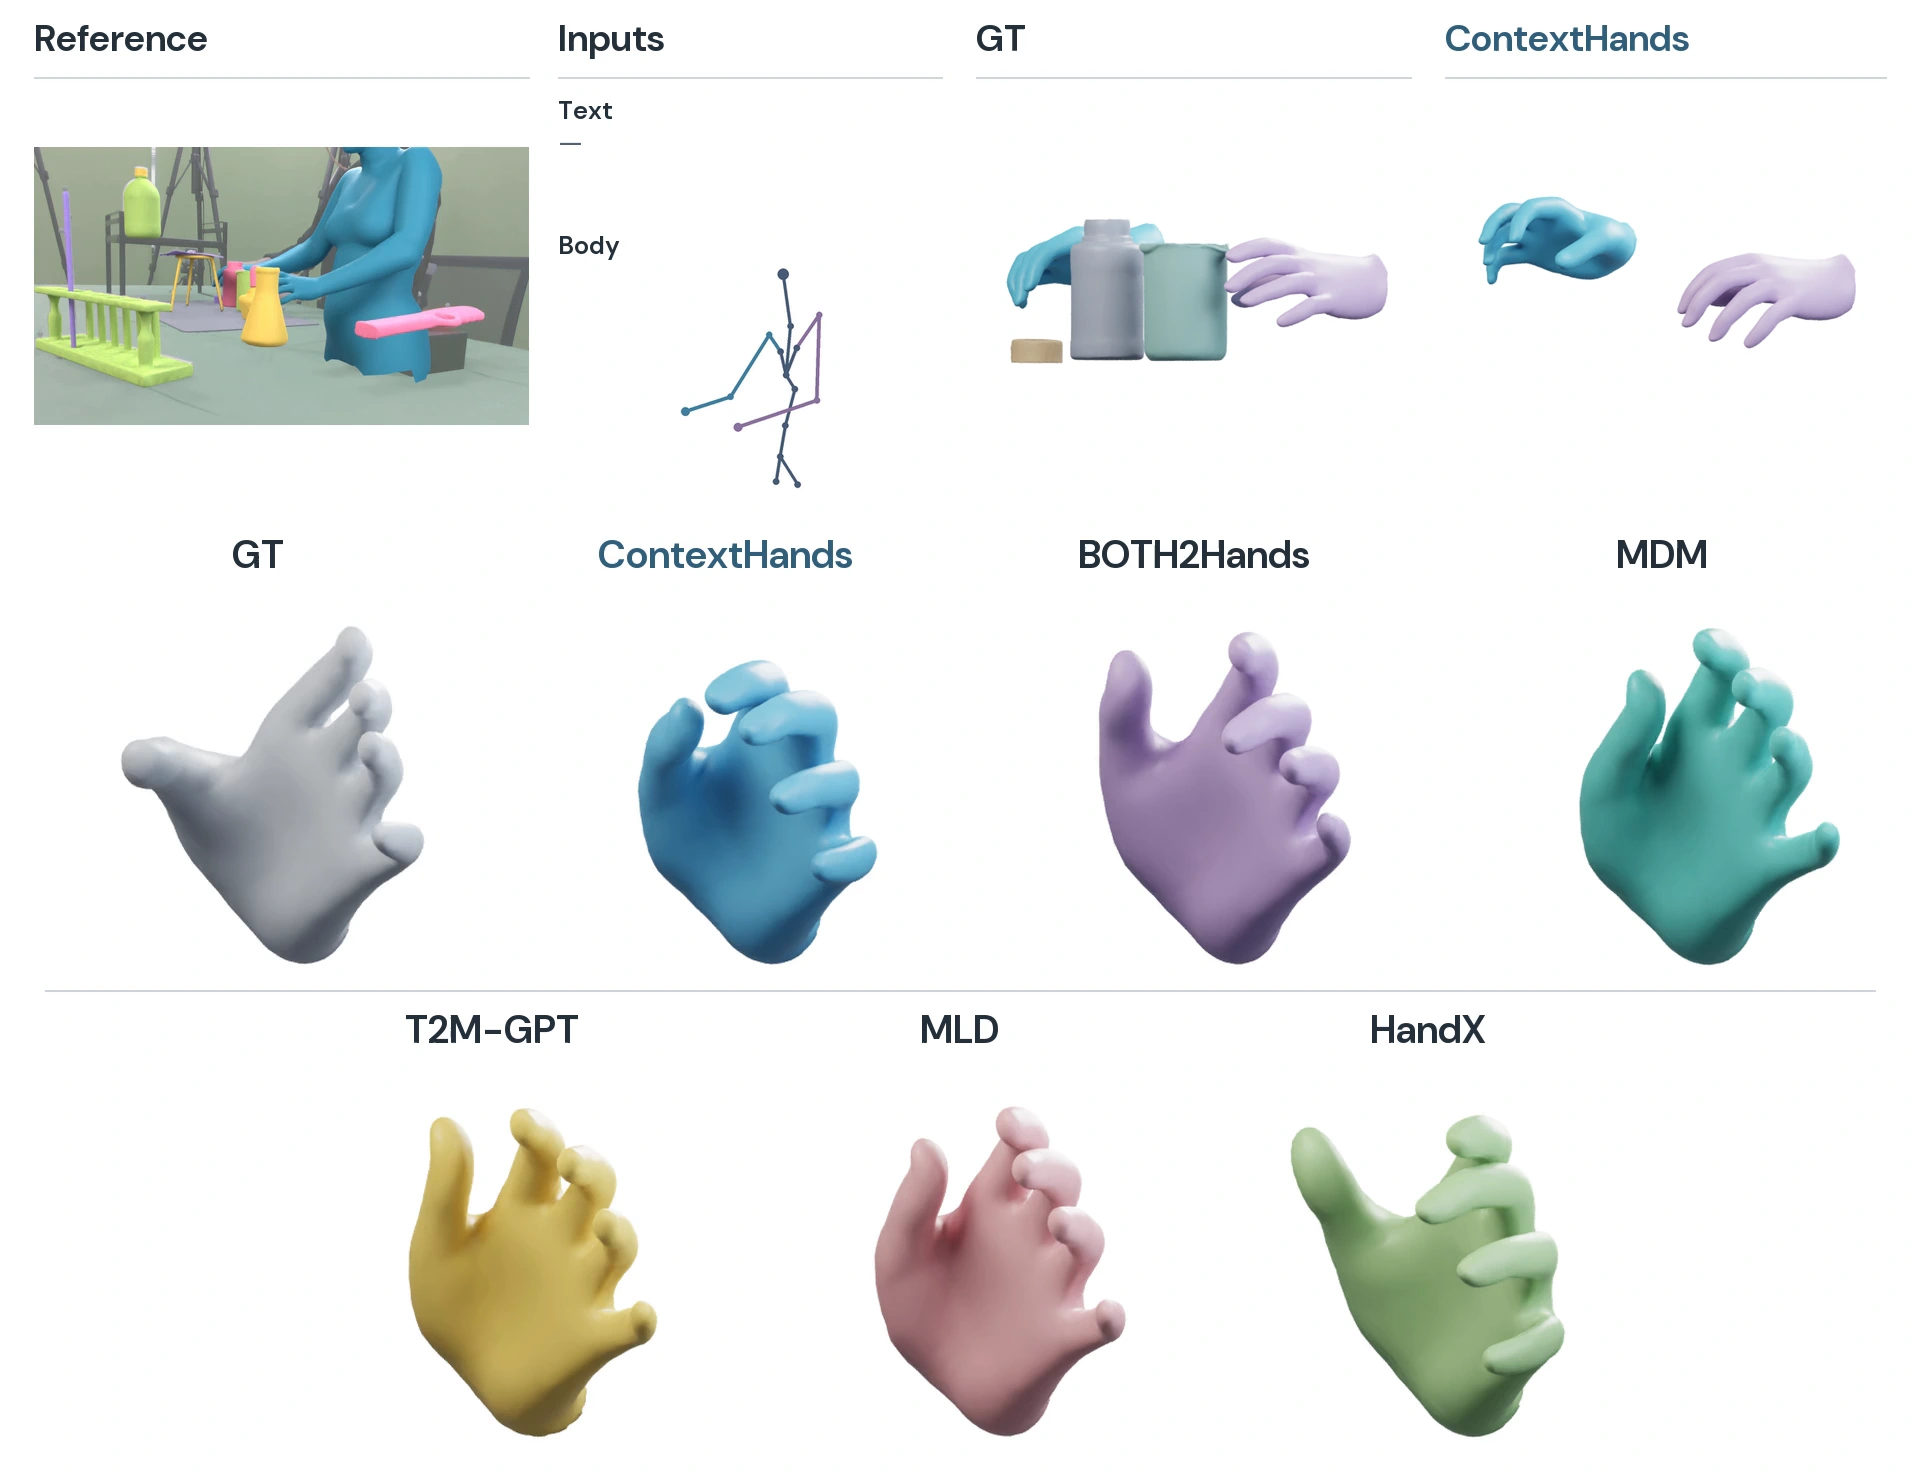 Reference
Inputs
GT
ContextHands
Text
—
Body
GT
ContextHands
BOTH2Hands
MDM
T2M-GPT
MLD
HandX